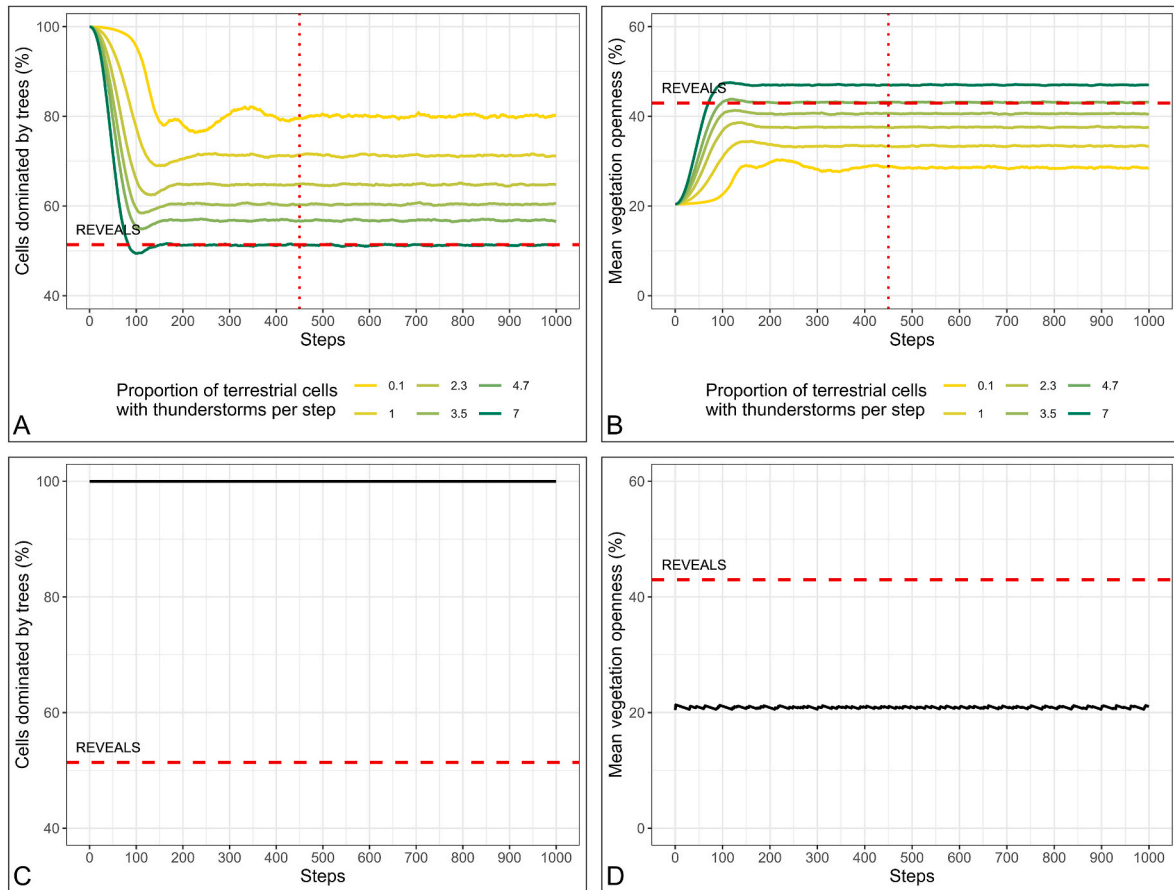 100
80
60
40
Cells dominated by trees (%)
REVEALS
0 100 200 300 400 500 600 700 800 900 1000
Steps
Proportion of terrestrial cells
with thunderstorms per step
0.1 2.3 4.7
1 3.5 7
A
60
40
20
0
Mean vegetation openness (%)
REVEALS
0 100 200 300 400 500 600 700 800 900 1000
Steps
Proportion of terrestrial cells
with thunderstorms per step
0.1 2.3 4.7
1 3.5 7
B
100
80
60
40
Cells dominated by trees (%)
REVEALS
0 100 200 300 400 500 600 700 800 900 1000
Steps
C
60
40
20
0
Mean vegetation openness (%)
REVEALS
0 100 200 300 400 500 600 700 800 900 1000
Steps
D